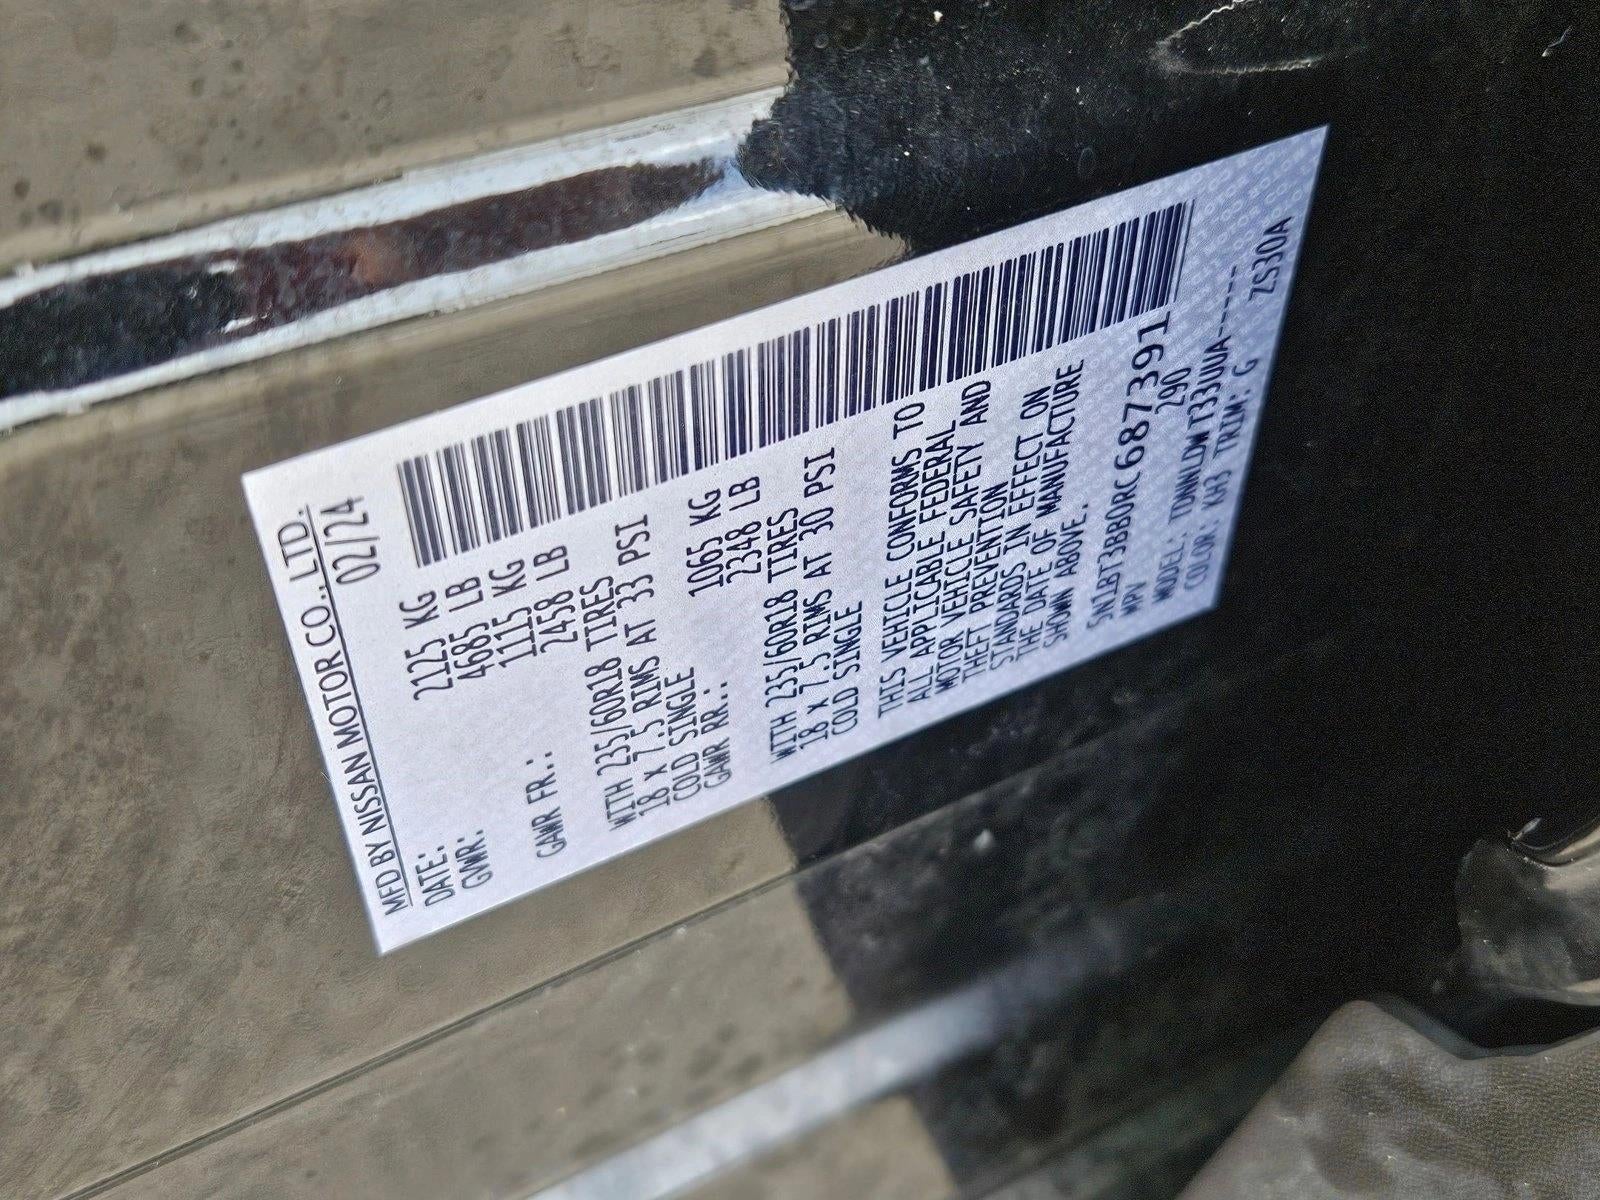 MFD BY NISSAN MOTOR CO., LTD.
DATE: 02/24
GVWR: 2125 KG
4685 LB
GAWR FR.: 1115 KG
2458 LB
WITH 235/60R18 TIRES
18 x 7.5 RIMS AT 33 PSI
COLD SINGLE
GAWR RR.: 1065 KG
2348 LB
WITH 235/60R18 TIRES
18 x 7.5 RIMS AT 30 PSI
COLD SINGLE
THIS VEHICLE CONFORMS TO
ALL APPLICABLE FEDERAL
MOTOR VEHICLE SAFETY AND
THEFT PREVENTION
STANDARDS IN EFFECT ON
THE DATE OF MANUFACTURE
SHOWN ABOVE.
5N1BT3BB0RC687391
MPV 290
MODEL: TDNNLDWT33UUA-----
COLOR: KH3 TRIM: G ZS30A